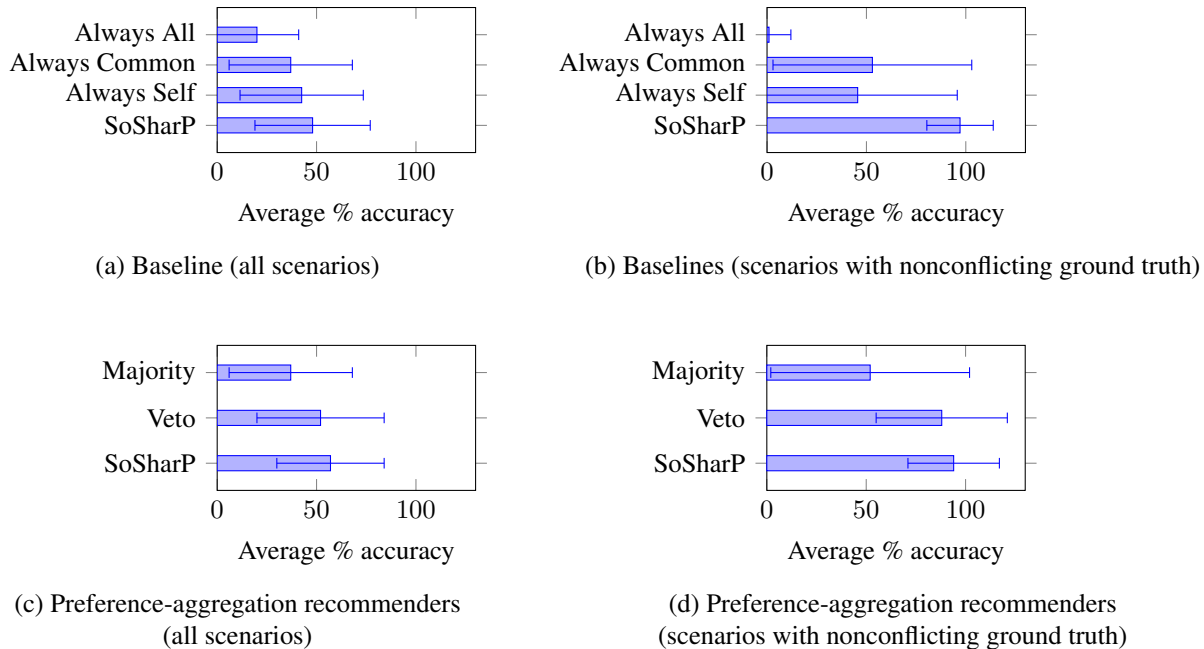 Always All
Always Common
Always Self
SoSharP
0 50 100
Average % accuracy
(a) Baseline (all scenarios)
Always All
Always Common
Always Self
SoSharP
0 50 100
Average % accuracy
(b) Baselines (scenarios with nonconflicting ground truth)
Majority
Veto
SoSharP
0 50 100
Average % accuracy
(c) Preference-aggregation recommenders
(all scenarios)
Majority
Veto
SoSharP
0 50 100
Average % accuracy
(d) Preference-aggregation recommenders
(scenarios with nonconflicting ground truth)